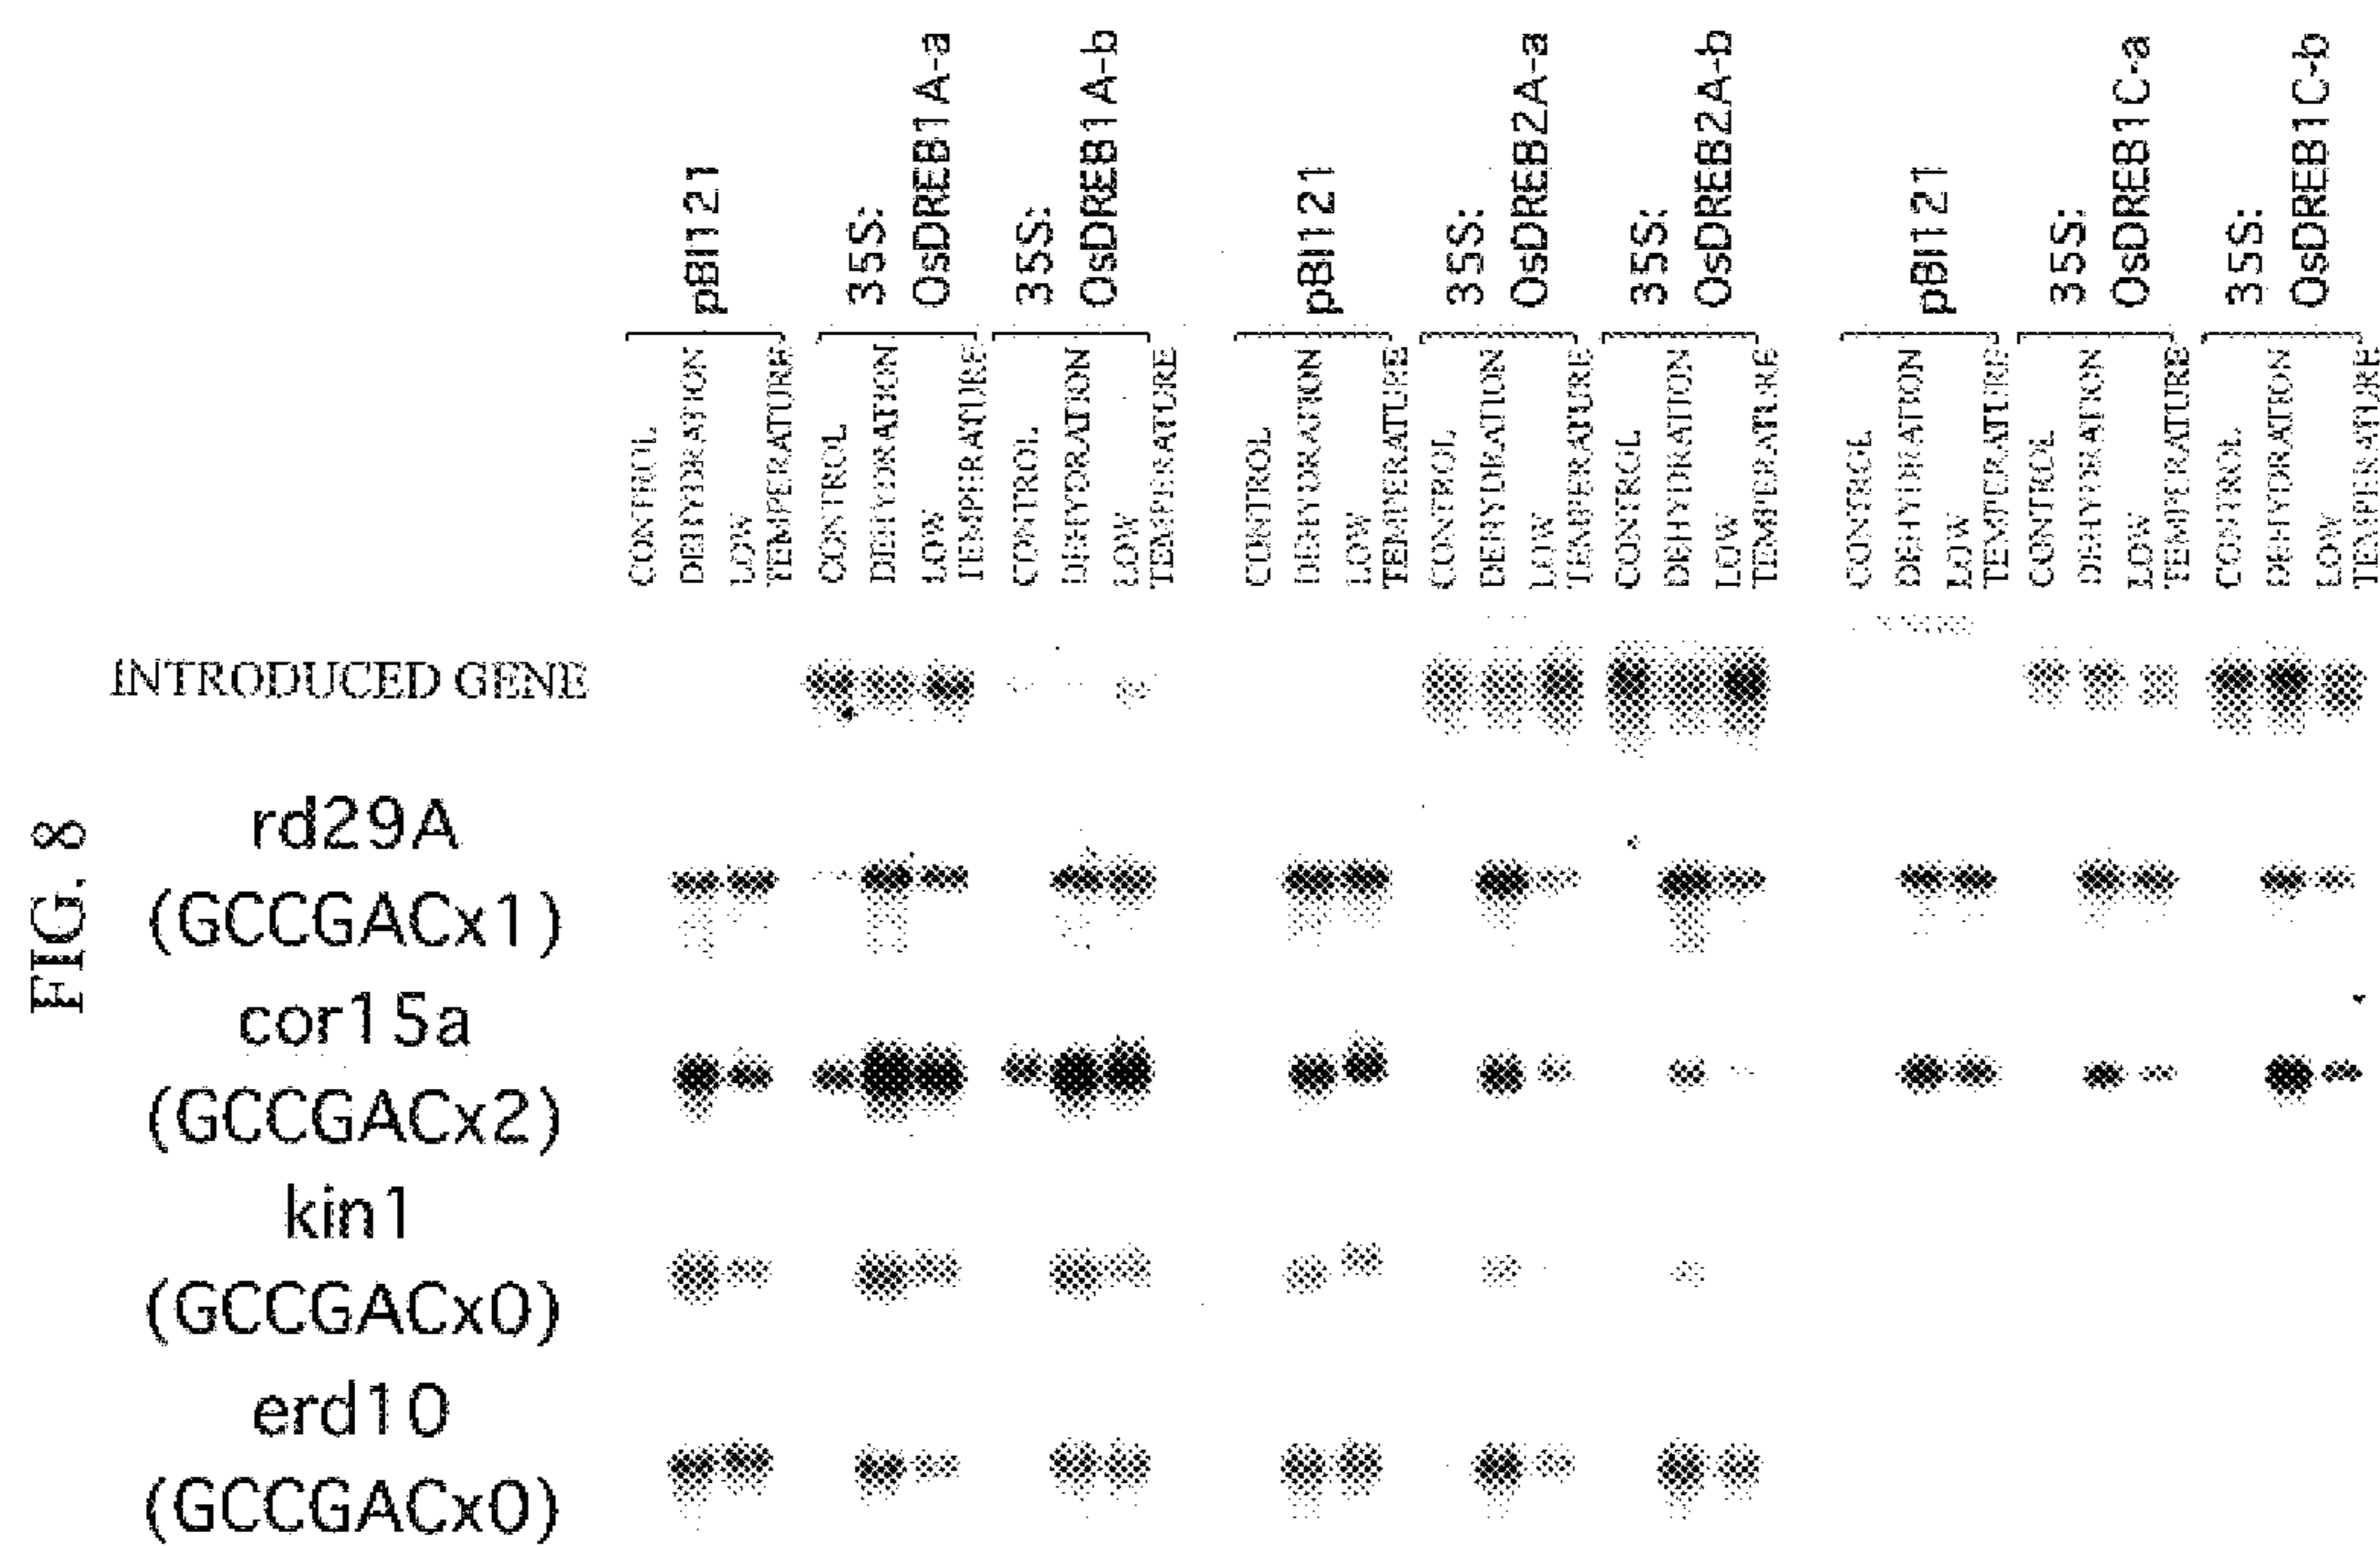 pBI121
35S:
OsDREB1A-a
35S:
OsDREB1A-b
pBI121
35S:
OsDREB2A-a
35S:
OsDREB2A-b
pBI121
35S:
OsDREB1C-a
35S:
OsDREB1C-b
CONTROL
DEHYDRATION
LOW
TEMPERATURE
CONTROL
DEHYDRATION
LOW
TEMPERATURE
CONTROL
DEHYDRATION
LOW
TEMPERATURE
CONTROL
DEHYDRATION
LOW
TEMPERATURE
CONTROL
DEHYDRATION
LOW
TEMPERATURE
CONTROL
DEHYDRATION
LOW
TEMPERATURE
CONTROL
DEHYDRATION
LOW
TEMPERATURE
CONTROL
DEHYDRATION
LOW
TEMPERATURE
CONTROL
DEHYDRATION
LOW
TEMPERATURE
INTRODUCED GENE
FIG. 8
rd29A
(GCCGACx1)
cor15a
(GCCGACx2)
kin1
(GCCGACx0)
erd10
(GCCGACx0)